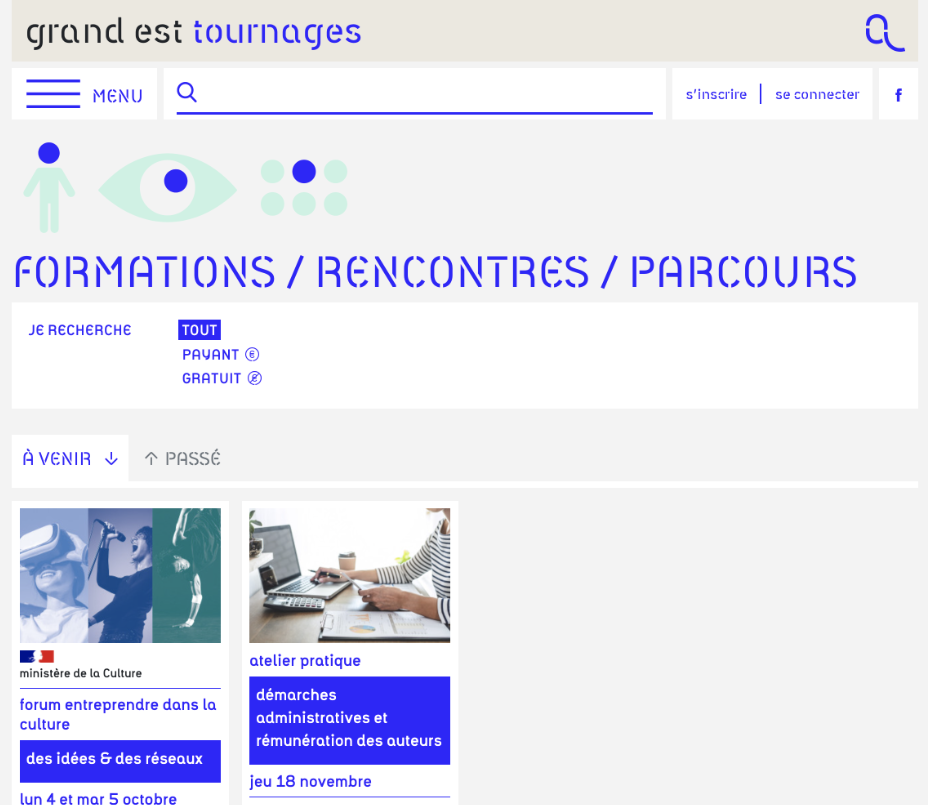 grand est tournages
MENU
s'inscrire | se connecter
f
FORMATIONS / RENCONTRES / PARCOURS
JE RECHERCHE
TOUT
PAYANT €
GRATUIT
À VENIR ↓ ↑ PASSÉ
ministère de la Culture
forum entreprendre dans la
culture
des idées & des réseaux
lun 4 et mar 5 octobre
atelier pratique
démarches
administratives et
rémunération des auteurs
jeu 18 novembre